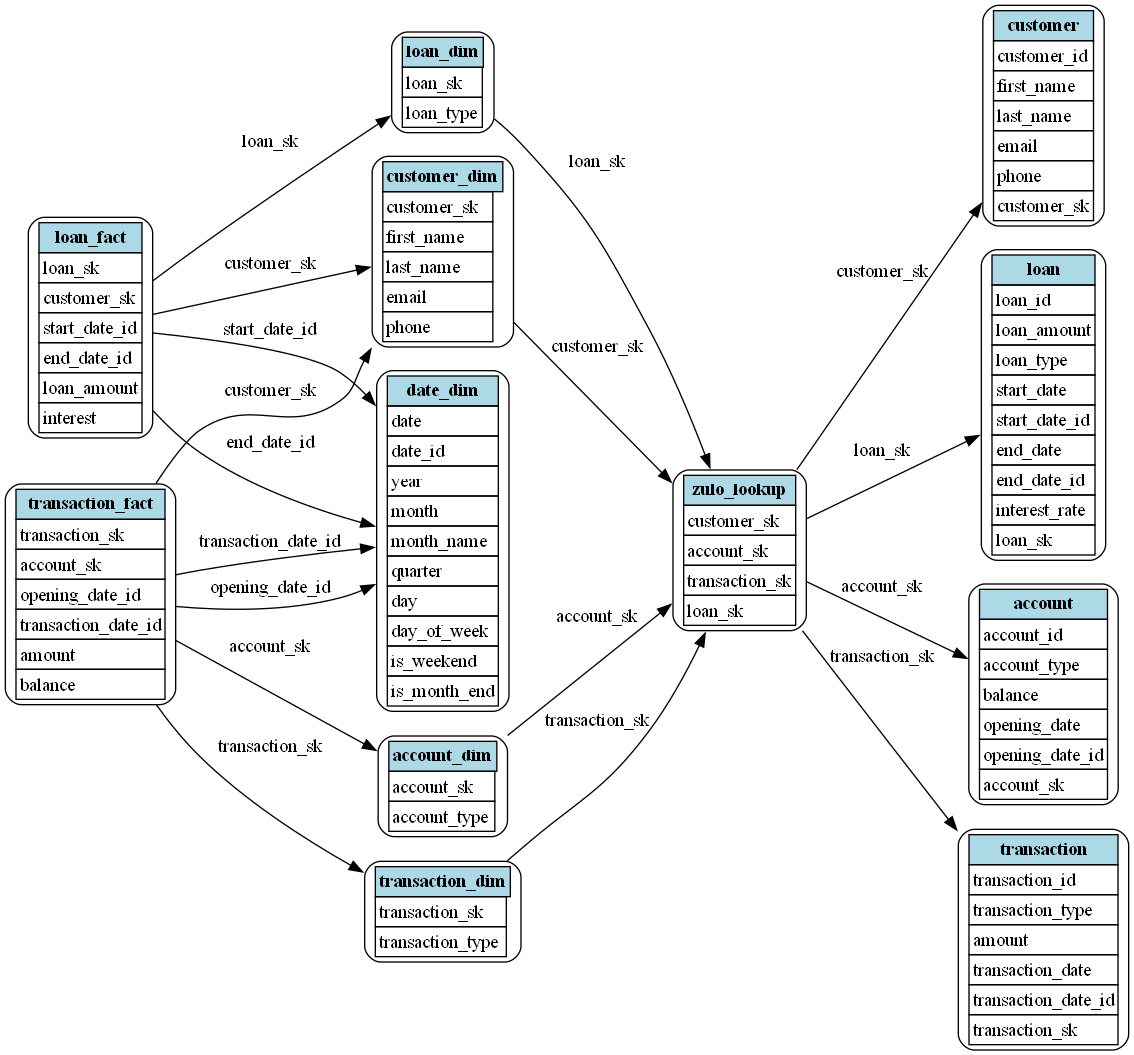 loan_fact
loan_sk
customer_sk
start_date_id
end_date_id
loan_amount
interest
transaction_fact
transaction_sk
account_sk
opening_date_id
transaction_date_id
amount
balance
loan_sk
customer_sk
start_date_id
customer_sk
end_date_id
transaction_date_id
opening_date_id
account_sk
transaction_sk
loan_dim
loan_sk
loan_type
customer_dim
customer_sk
first_name
last_name
email
phone
date_dim
date
date_id
year
month
month_name
quarter
day
day_of_week
is_weekend
is_month_end
account_dim
account_sk
account_type
transaction_dim
transaction_sk
transaction_type
loan_sk
customer_sk
account_sk
transaction_sk
zulo_lookup
customer_sk
account_sk
transaction_sk
loan_sk
customer_sk
loan_sk
account_sk
transaction_sk
customer
customer_id
first_name
last_name
email
phone
customer_sk
loan
loan_id
loan_amount
loan_type
start_date
start_date_id
end_date
end_date_id
interest_rate
loan_sk
account
account_id
account_type
balance
opening_date
opening_date_id
account_sk
transaction
transaction_id
transaction_type
amount
transaction_date
transaction_date_id
transaction_sk